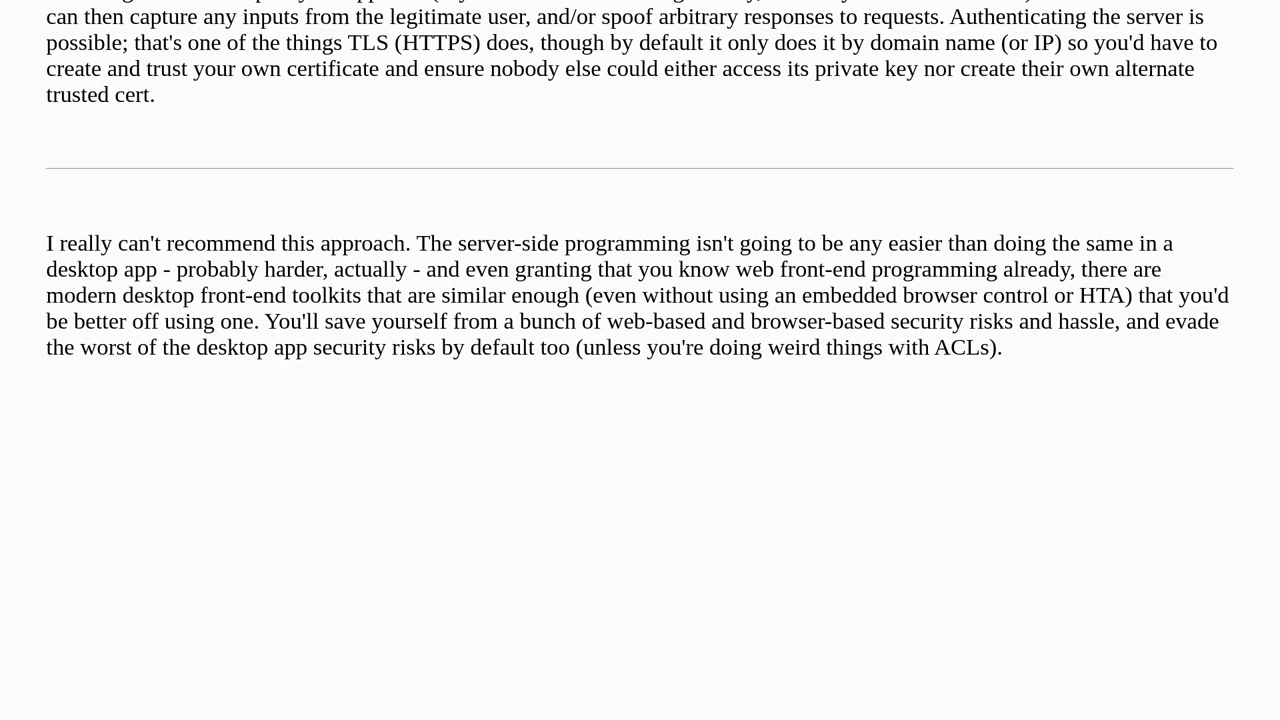 can then capture any inputs from the legitimate user, and/or spoof arbitrary responses to requests. Authenticating the server is
possible; that's one of the things TLS (HTTPS) does, though by default it only does it by domain name (or IP) so you'd have to
create and trust your own certificate and ensure nobody else could either access its private key nor create their own alternate
trusted cert.
I really can't recommend this approach. The server-side programming isn't going to be any easier than doing the same in a
desktop app - probably harder, actually - and even granting that you know web front-end programming already, there are
modern desktop front-end toolkits that are similar enough (even without using an embedded browser control or HTA) that you'd
be better off using one. You'll save yourself from a bunch of web-based and browser-based security risks and hassle, and evade
the worst of the desktop app security risks by default too (unless you're doing weird things with ACLs).